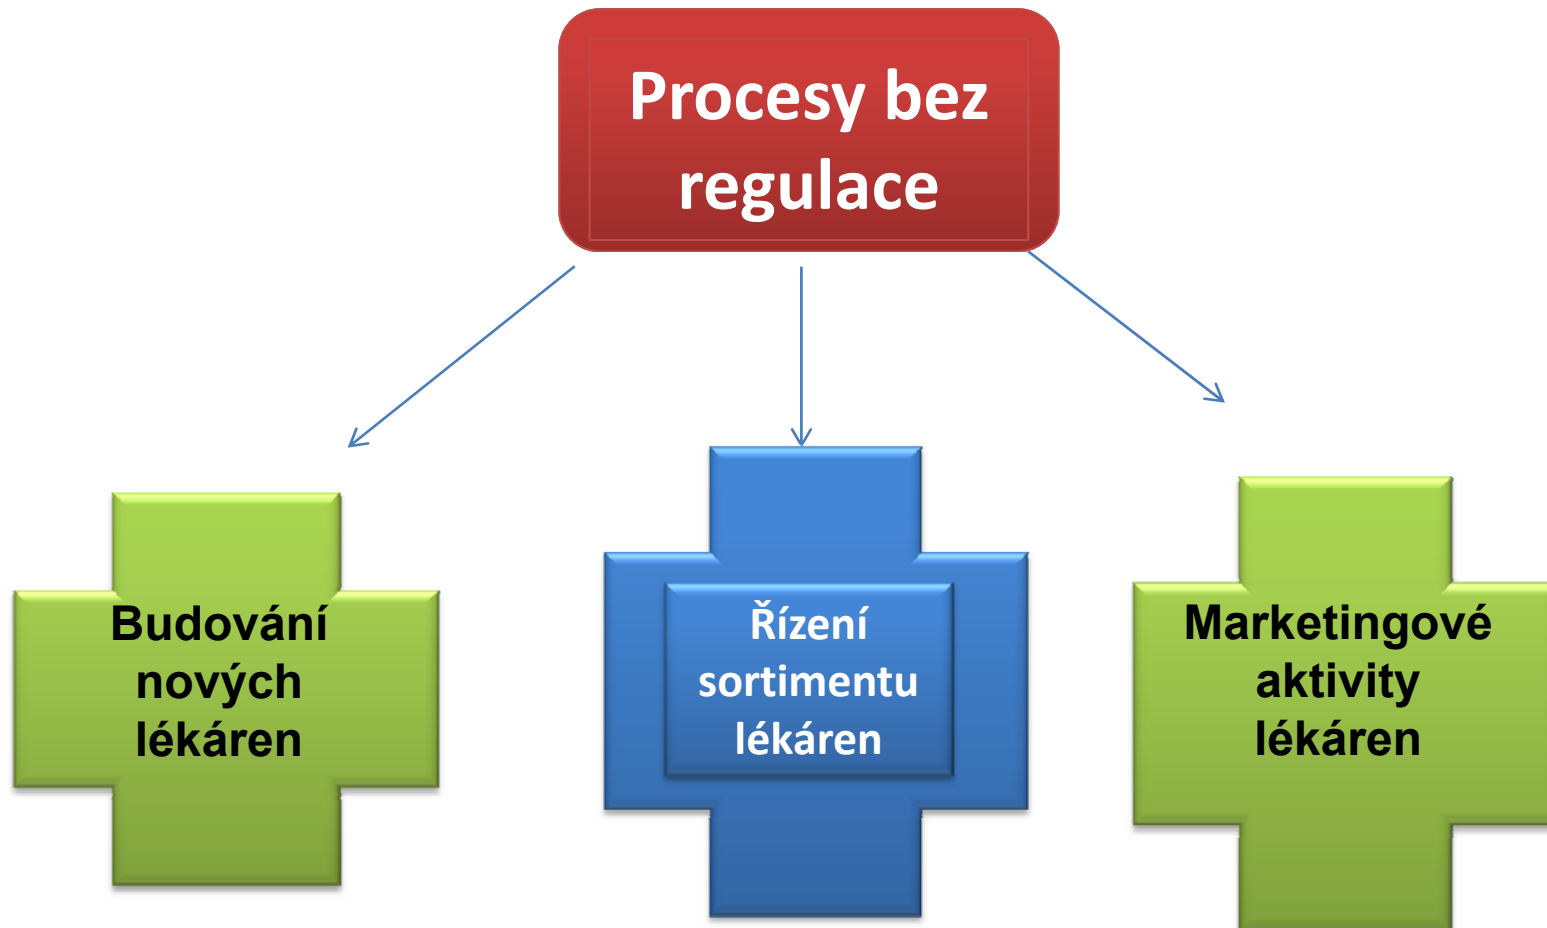 Procesy bez
regulace
Budování
nových
lékáren
Řízení
sortimentu
lékáren
Marketingové
aktivity
lékáren